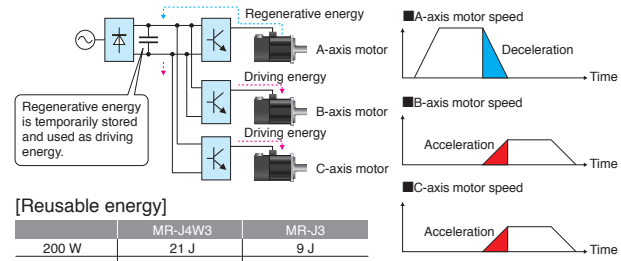 Regenerative energy
A-axis motor
Driving energy
B-axis motor
Driving energy
C-axis motor
Regenerative energy
is temporarily stored
and used as driving
energy.
■A-axis motor speed
Deceleration
Time
■B-axis motor speed
Acceleration
Time
■C-axis motor speed
Acceleration
Time
[Reusable energy]
MR-J4W3 MR-J3
200 W 21 J 9 J